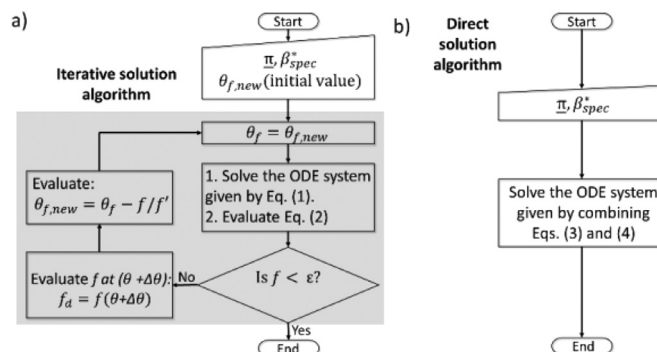 a)
Start
π, β*spec
θf,new(initial value)
Iterative solution
algorithm
θf = θf,new
1. Solve the ODE system
given by Eq. (1).
2. Evaluate Eq. (2)
Evaluate:
θf,new = θf − f/f'
Evaluate f at (θ +Δθ):
fd = f(θ+Δθ)
No
Is f < ε?
Yes
End
b)
Direct
solution
algorithm
Start
π, β*spec
Solve the ODE system
given by combining
Eqs. (3) and (4)
End